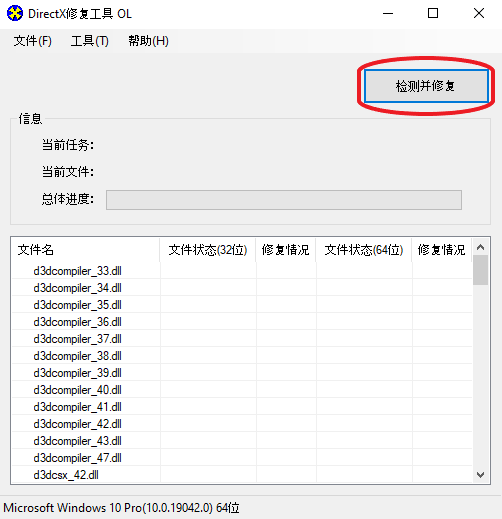 DirectX修复工具 OL
文件(F) 工具(T) 帮助(H)
检测并修复
信息
当前任务：
当前文件：
总体进度：
文件名 文件状态(32位) 修复情况 文件状态(64位) 修复情况
d3dcompiler_33.dll
d3dcompiler_34.dll
d3dcompiler_35.dll
d3dcompiler_36.dll
d3dcompiler_37.dll
d3dcompiler_38.dll
d3dcompiler_39.dll
d3dcompiler_40.dll
d3dcompiler_41.dll
d3dcompiler_42.dll
d3dcompiler_43.dll
d3dcompiler_47.dll
d3dcsx_42.dll
Microsoft Windows 10 Pro(10.0.19042.0) 64位